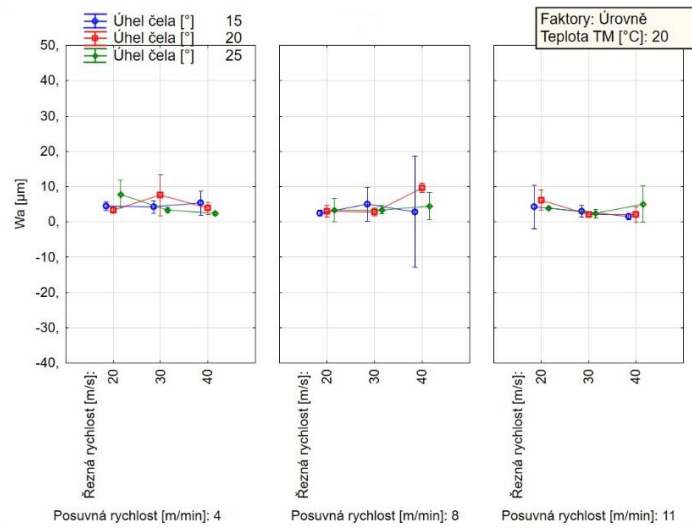 Úhel čela [°] 15
Úhel čela [°] 20
Úhel čela [°] 25
Faktory: Úrovně
Teplota TM [°C]: 20
Wa [µm]
50,
40,
30,
20,
10,
0,
-10,
-20,
-30,
-40,
Řezná rychlost [m/s]: 20 30 40
Řezná rychlost [m/s]: 20 30 40
Řezná rychlost [m/s]: 20 30 40
Posuvná rychlost [m/min]: 4
Posuvná rychlost [m/min]: 8
Posuvná rychlost [m/min]: 11